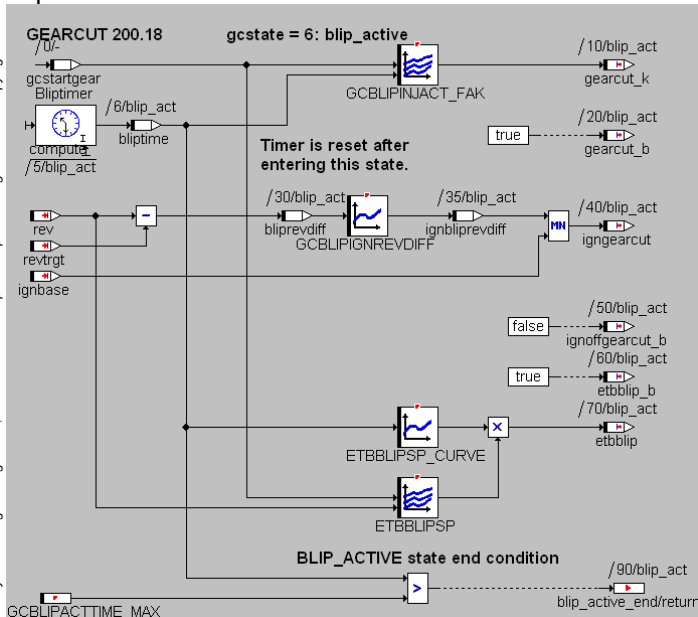 GEARCUT 200.18
gcstate = 6: blip_active
/0/-
gcstartgear
Bliptimer
compute
/5/blip_act
/6/blip_act
bliptime
GCBLIPINJACT_FAK
/10/blip_act
gearcut_k
true
/20/blip_act
gearcut_b
Timer is reset after
entering this state.
rev
revtrgt
ignbase
-
/30/blip_act
bliprevdiff
GCBLIPIGNREVDIFF
/35/blip_act
ignbliprevdiff
MN
/40/blip_act
igngearcut
false
/50/blip_act
ignoffgearcut_b
true
/60/blip_act
etbblip_b
ETBBLIPSP_CURVE
×
/70/blip_act
etbblip
ETBBLIPSP
BLIP_ACTIVE state end condition
GCBLIPACTTIME_MAX
>
/90/blip_act
blip_active_end/return